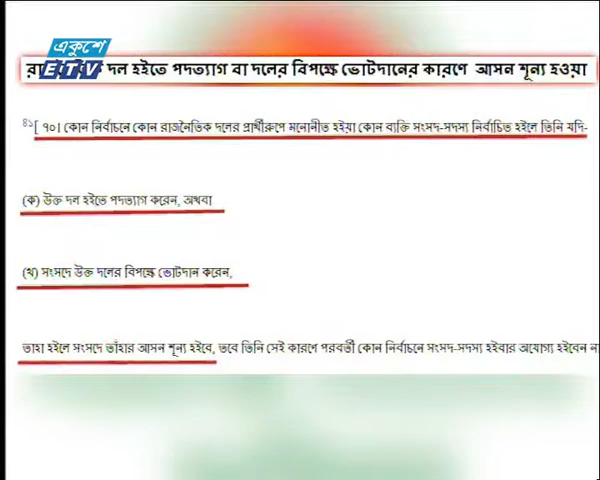 একুশে
ETV
দল হইতে পদত্যাগ বা দলের বিপক্ষে ভোটদানের কারণে আসন শূন্য হওয়া
৪১[ ৭০। কোন নির্বাচনে কোন রাজনৈতিক দলের প্রার্থীরূপে মনোনীত হইয়া কোন ব্যক্তি সংসদ-সদস্য নির্বাচিত হইলে তিনি যদি-
(ক) উক্ত দল হইতে পদত্যাগ করেন, অথবা
(খ) সংসদে উক্ত দলের বিপক্ষে ভোটদান করেন,
তাহা হইলে সংসদে তাঁহার আসন শূন্য হইবে, তবে তিনি সেই কারণে পরবর্তী কোন নির্বাচনে সংসদ-সদস্য হইবার অযোগ্য হইবেন না